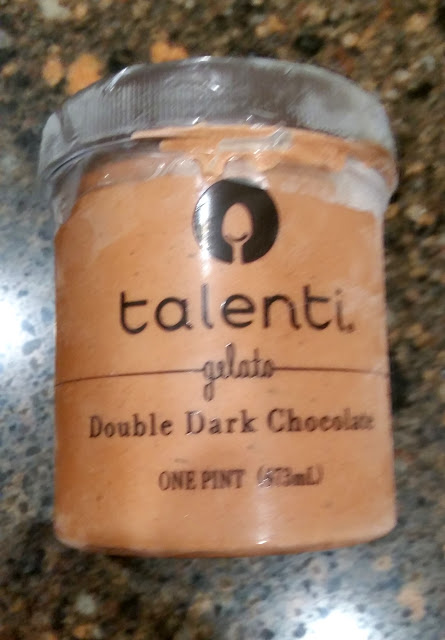 talenti
gelato
Double Dark Chocolate
ONE PINT (473mL)